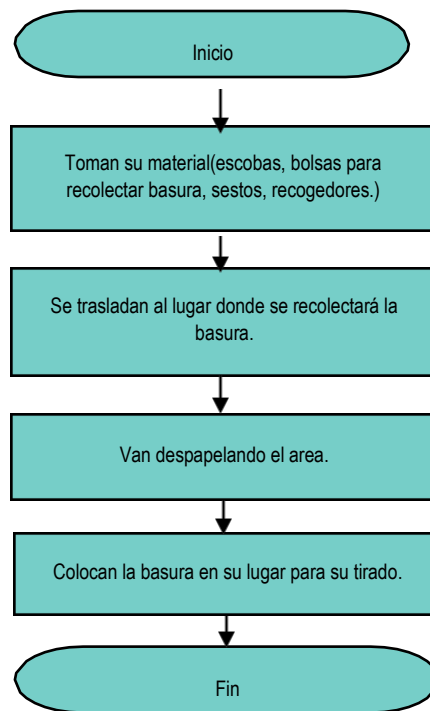 Inicio
Toman su material(escobas, bolsas para
recolectar basura, sestos, recogedores.)
Se trasladan al lugar donde se recolectará la
basura.
Van despapelando el area.
Colocan la basura en su lugar para su tirado.
Fin